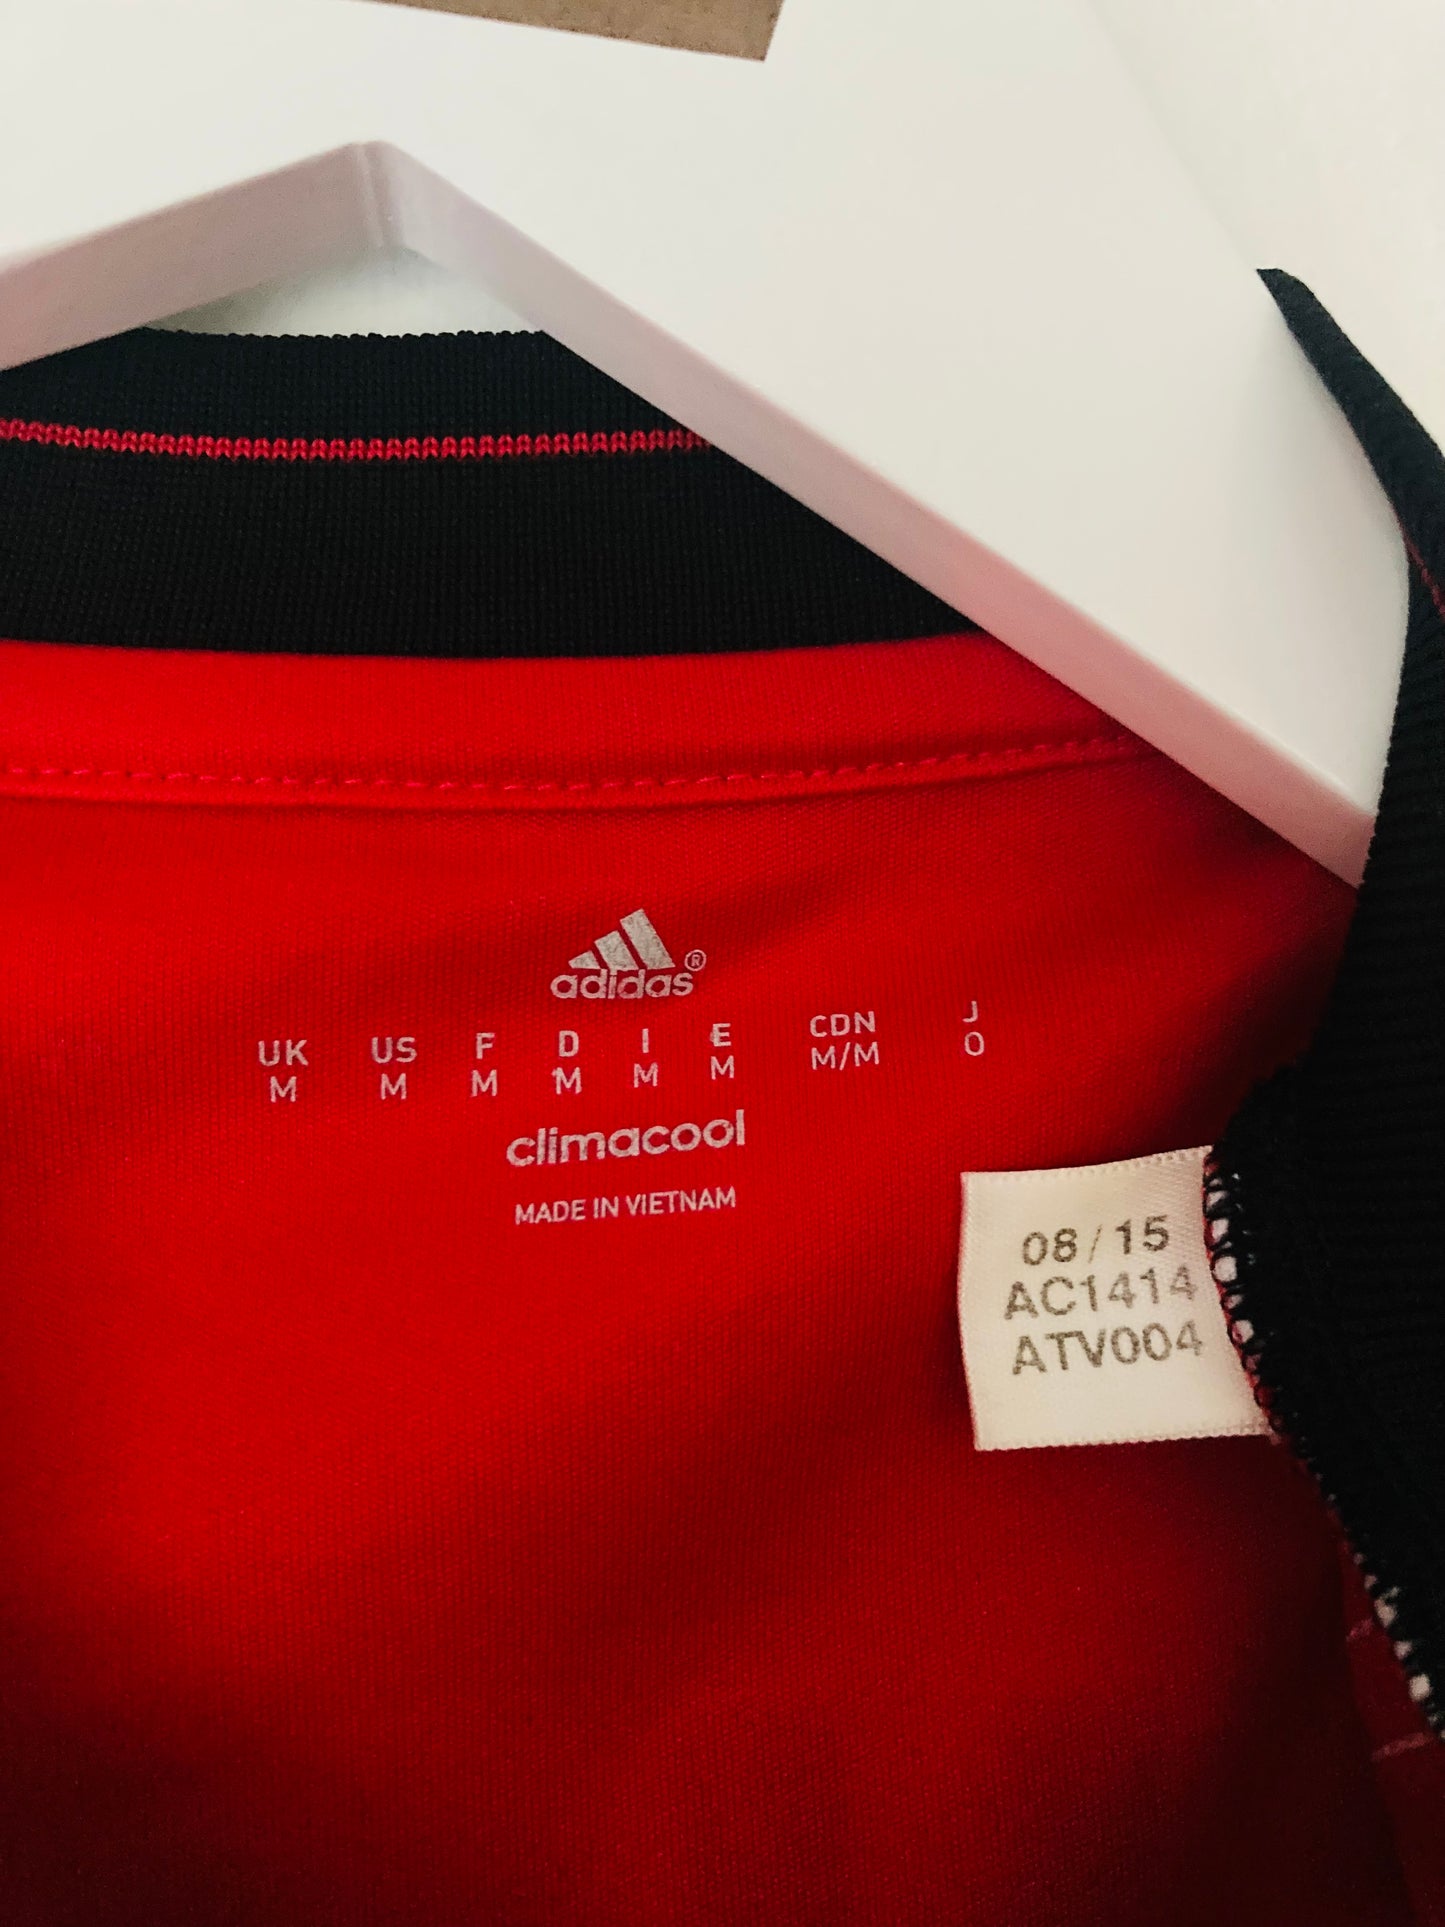 adidas®
UK US F D I E CDN J
M M M M M M M/M O
climacool
MADE IN VIETNAM
08/15
AC1414
ATV004